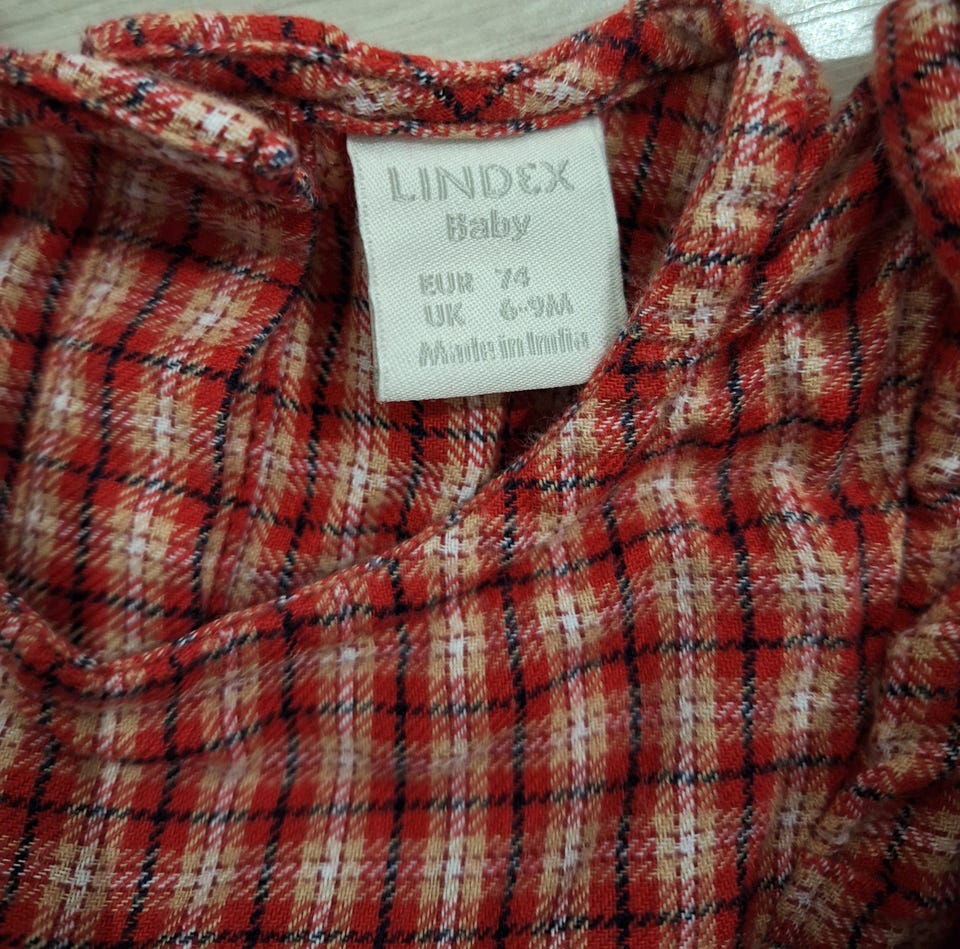 LINDEX
Baby
EUR 74
UK 6-9M
Made in India